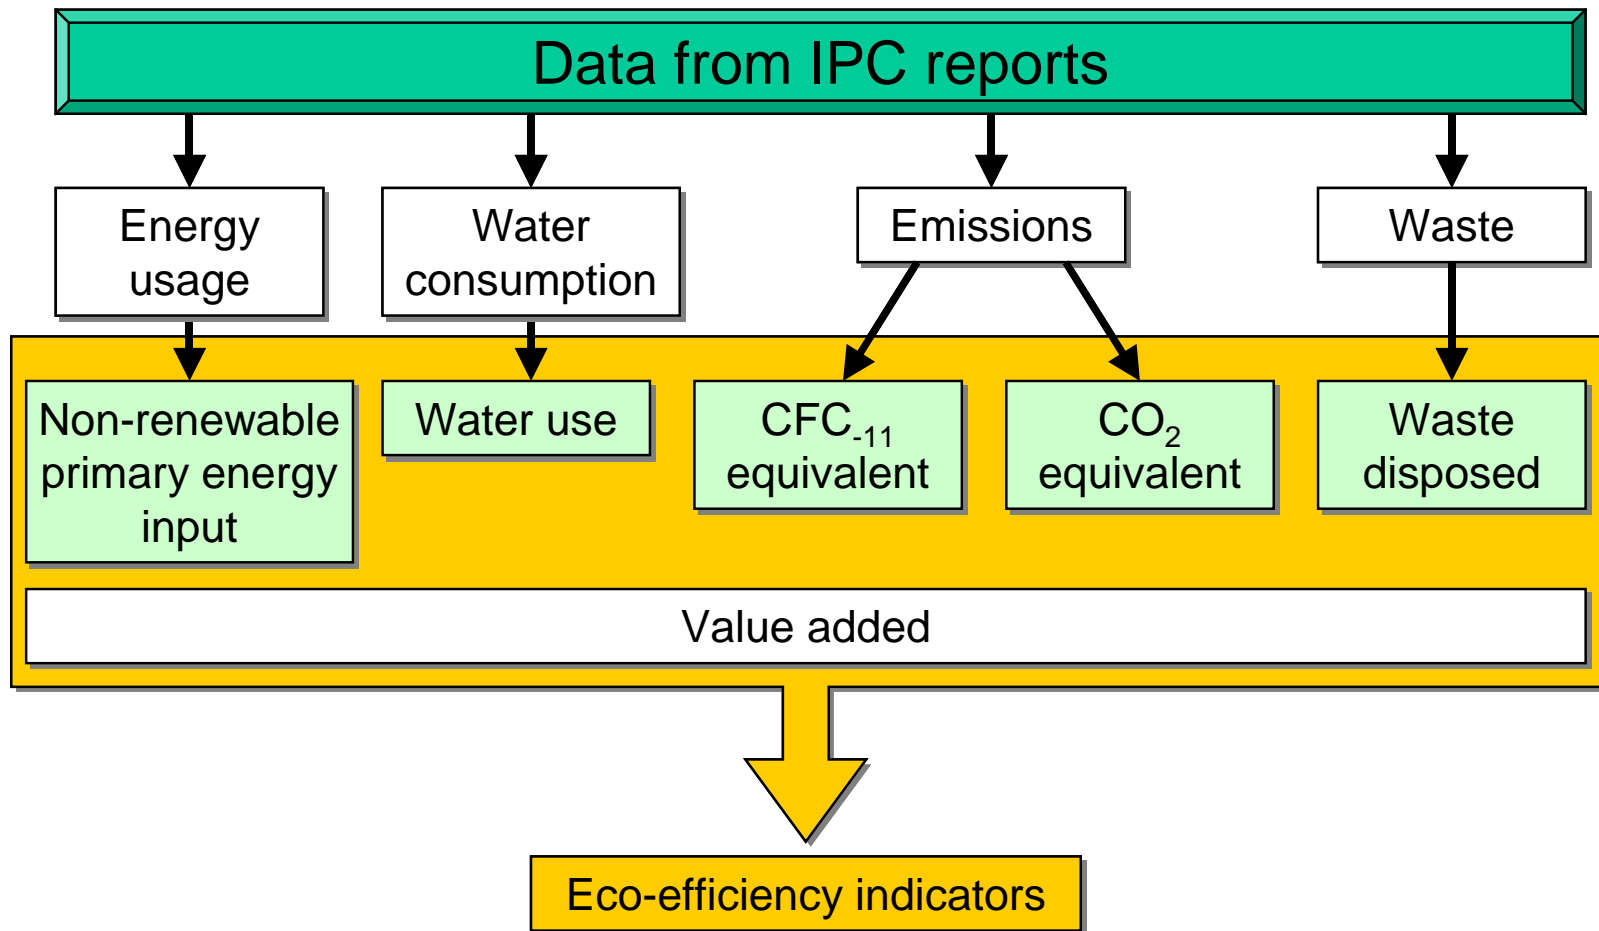 Data from IPC reports
Energy
usage
Water
consumption
Emissions
Waste
Non-renewable
primary energy
input
Water use
CFC-11
equivalent
CO2
equivalent
Waste
disposed
Value added
Eco-efficiency indicators